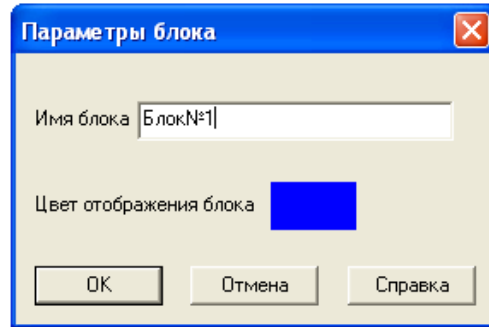 Параметры блока
Имя блока БлокNº1
Цвет отображения блока
OK Отмена Справка